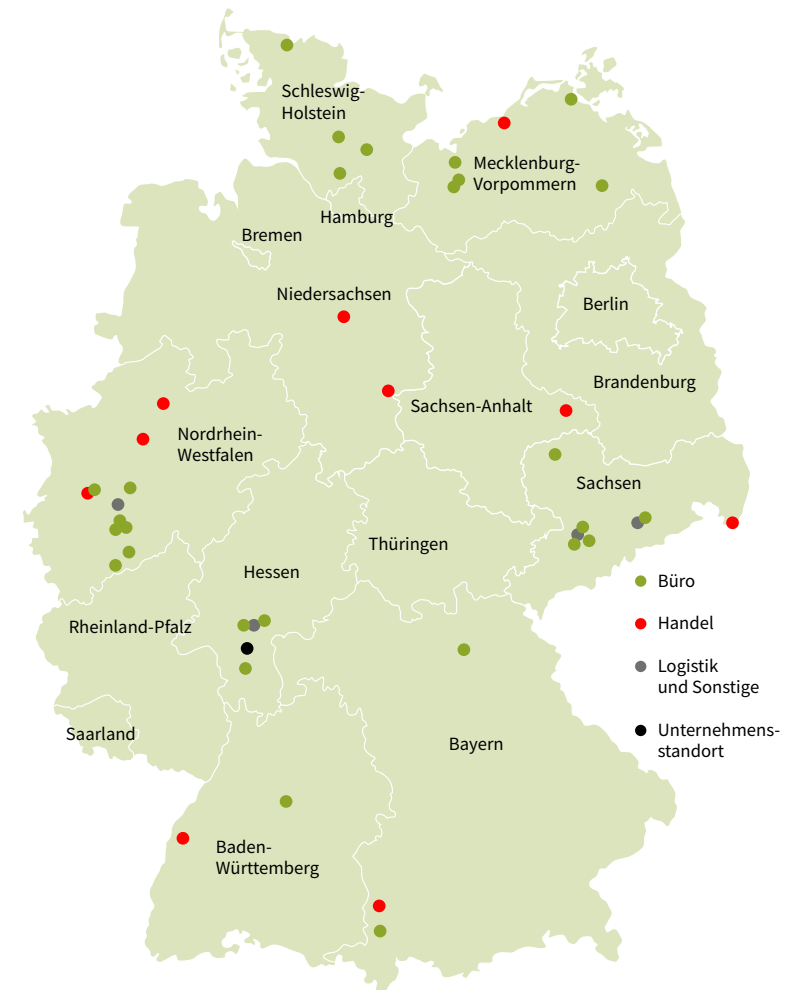 Schleswig-
Holstein
Mecklenburg-
Vorpommern
Hamburg
Bremen
Niedersachsen
Berlin
Brandenburg
Sachsen-Anhalt
Nordrhein-
Westfalen
Sachsen
Thüringen
Hessen
Rheinland-Pfalz
Saarland
Bayern
Baden-
Württemberg
Büro
Handel
Logistik
und Sonstige
Unternehmens-
standort